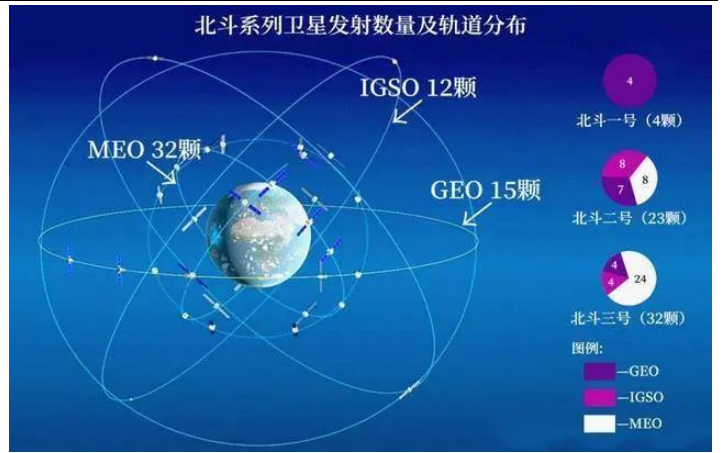 北斗系列卫星发射数量及轨道分布
IGSO 12颗
MEO 32颗
GEO 15颗
4
北斗一号（4颗）
8
8
7
北斗二号（23颗）
4
24
4
北斗三号（32颗）
图例:
—GEO
—IGSO
—MEO